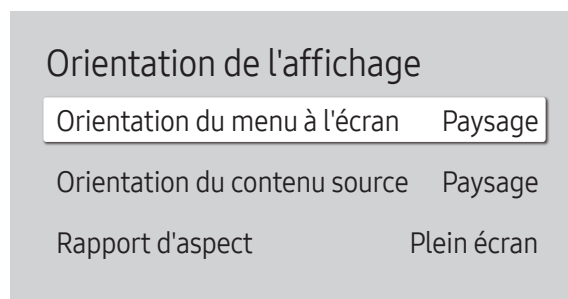 Orientation de l'affichage
Orientation du menu à l'écran Paysage
Orientation du contenu source Paysage
Rapport d'aspect Plein écran